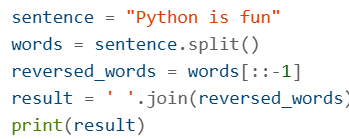 sentence = "Python is fun"
words = sentence.split()
reversed_words = words[::-1]
result = ' '.join(reversed_words)
print(result)